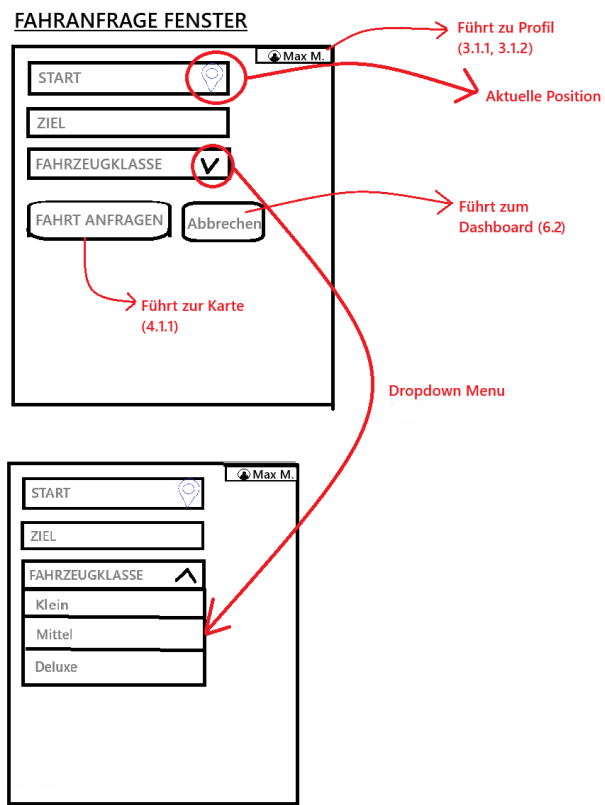 FAHRANFRAGE FENSTER
Max M.
Führt zu Profil
(3.1.1, 3.1.2)
START
Aktuelle Position
ZIEL
FAHRZEUGKLASSE
FAHRT ANFRAGEN
Abbrechen
Führt zum
Dashboard (6.2)
Führt zur Karte
(4.1.1)
Dropdown Menu
Max M.
START
ZIEL
FAHRZEUGKLASSE
Klein
Mittel
Deluxe